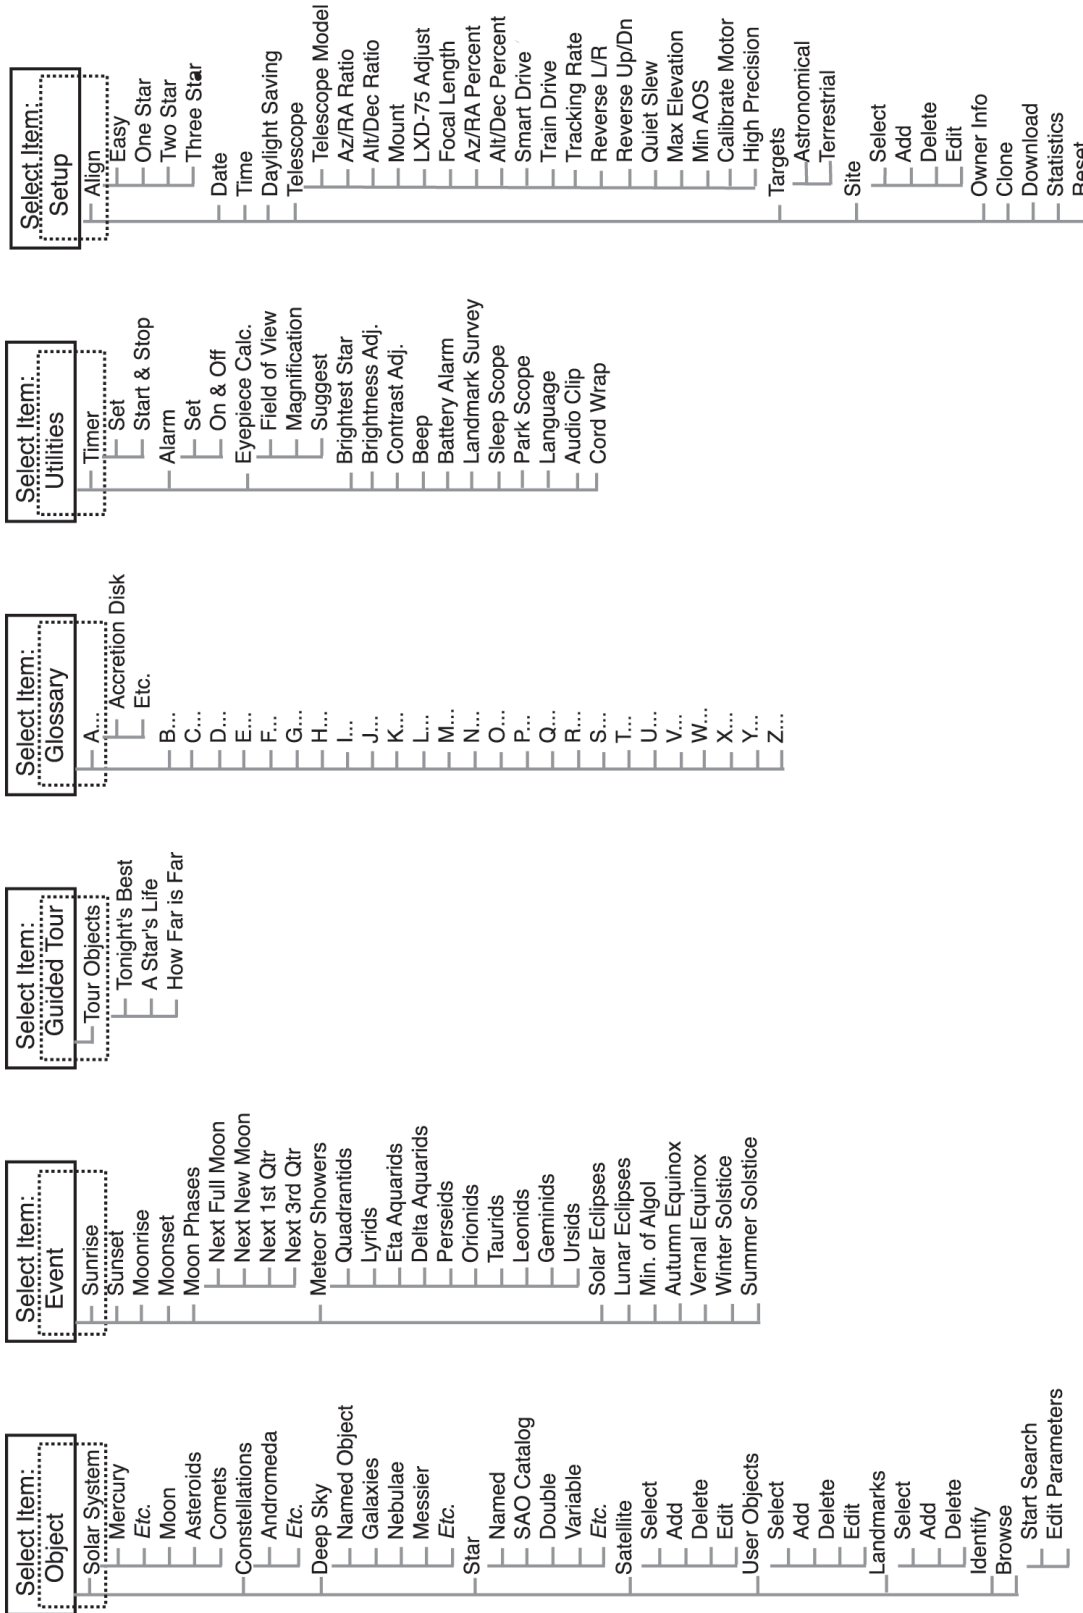 Select Item:
Object
Solar System
Mercury
Etc.
Moon
Asteroids
Comets
Constellations
Andromeda
Etc.
Deep Sky
Named Object
Galaxies
Nebulae
Messier
Etc.
Star
Named
SAO Catalog
Double
Variable
Etc.
Satellite
Select
Add
Delete
Edit
User Objects
Select
Add
Delete
Edit
Landmarks
Select
Add
Delete
Identify
Browse
Start Search
Edit Parameters
Select Item:
Event
Sunrise
Sunset
Moonrise
Moonset
Moon Phases
Next Full Moon
Next New Moon
Next 1st Qtr
Next 3rd Qtr
Meteor Showers
Quadrantids
Lyrids
Eta Aquarids
Delta Aquarids
Perseids
Orionids
Taurids
Leonids
Geminids
Ursids
Solar Eclipses
Lunar Eclipses
Min. of Algol
Autumn Equinox
Vernal Equinox
Winter Solstice
Summer Solstice
Select Item:
Guided Tour
Tour Objects
Tonight's Best
A Star's Life
How Far is Far
Select Item:
Glossary
A...
Accretion Disk
Etc.
B...
C...
D...
E...
F...
G...
H...
I...
J...
K...
L...
M...
N...
O...
P...
Q...
R...
S...
T...
U...
V...
W...
X...
Y...
Z...
Select Item:
Utilities
Timer
Set
Start & Stop
Alarm
Set
On & Off
Eyepiece Calc.
Field of View
Magnification
Suggest
Brightest Star
Brightness Adj.
Contrast Adj.
Beep
Battery Alarm
Landmark Survey
Sleep Scope
Park Scope
Language
Audio Clip
Cord Wrap
Select Item:
Setup
Align
Easy
One Star
Two Star
Three Star
Date
Time
Daylight Saving
Telescope
Telescope Model
Az/RA Ratio
Alt/Dec Ratio
Mount
LXD-75 Adjust
Focal Length
Az/RA Percent
Alt/Dec Percent
Smart Drive
Train Drive
Tracking Rate
Reverse L/R
Reverse Up/Dn
Quiet Slew
Max Elevation
Min AOS
Calibrate Motor
High Precision
Targets
Astronomical
Terrestrial
Site
Select
Add
Delete
Edit
Owner Info
Clone
Download
Statistics
Reset